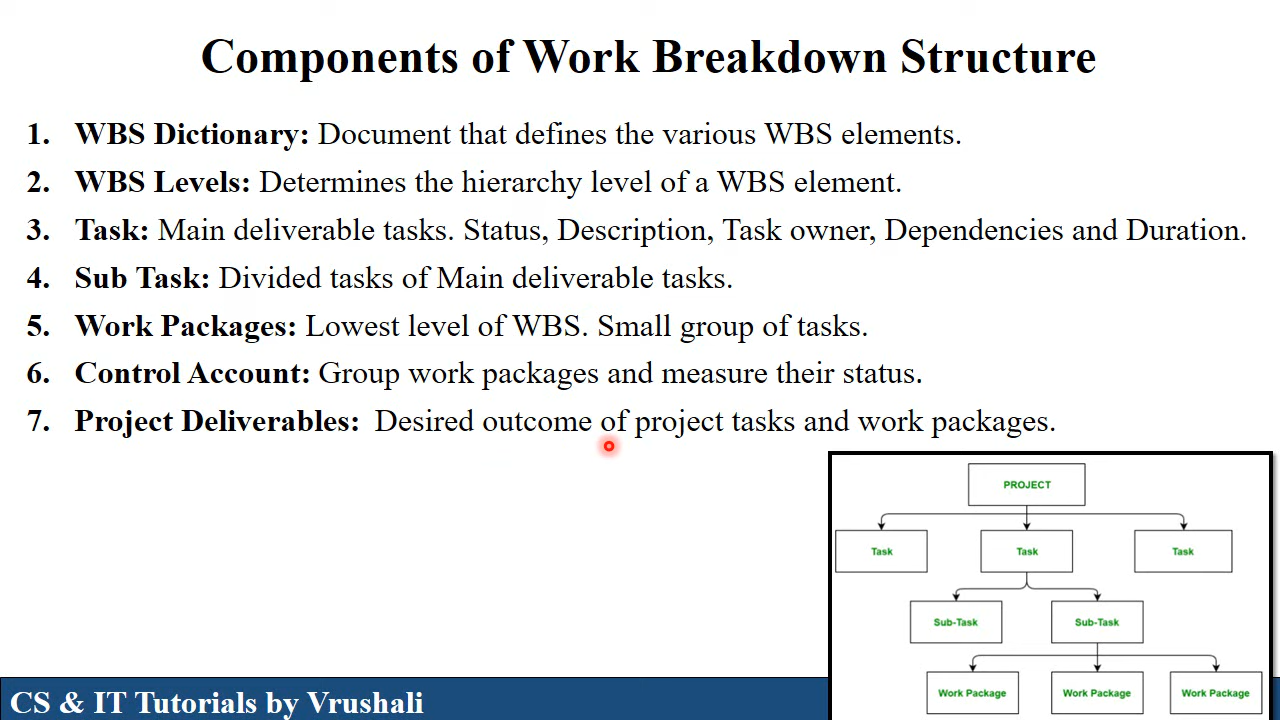 Components of Work Breakdown Structure
1. WBS Dictionary: Document that defines the various WBS elements.
2. WBS Levels: Determines the hierarchy level of a WBS element.
3. Task: Main deliverable tasks. Status, Description, Task owner, Dependencies and Duration.
4. Sub Task: Divided tasks of Main deliverable tasks.
5. Work Packages: Lowest level of WBS. Small group of tasks.
6. Control Account: Group work packages and measure their status.
7. Project Deliverables: Desired outcome of project tasks and work packages.
PROJECT
Task Task Task
Sub-Task Sub-Task
Work Package Work Package Work Package
CS & IT Tutorials by Vrushali